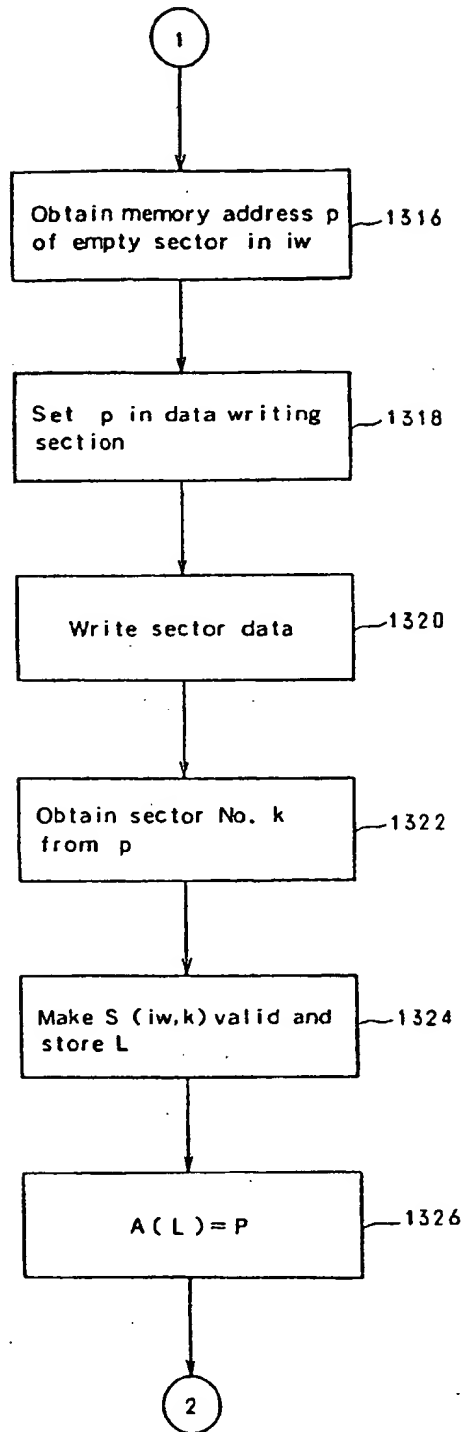 1
Obtain memory address p
of empty sector in iw
1316
Set p in data writing
section
1318
Write sector data
1320
Obtain sector No. k
from p
1322
Make S (iw,k) valid and
store L
1324
A(L)=P
1326
2